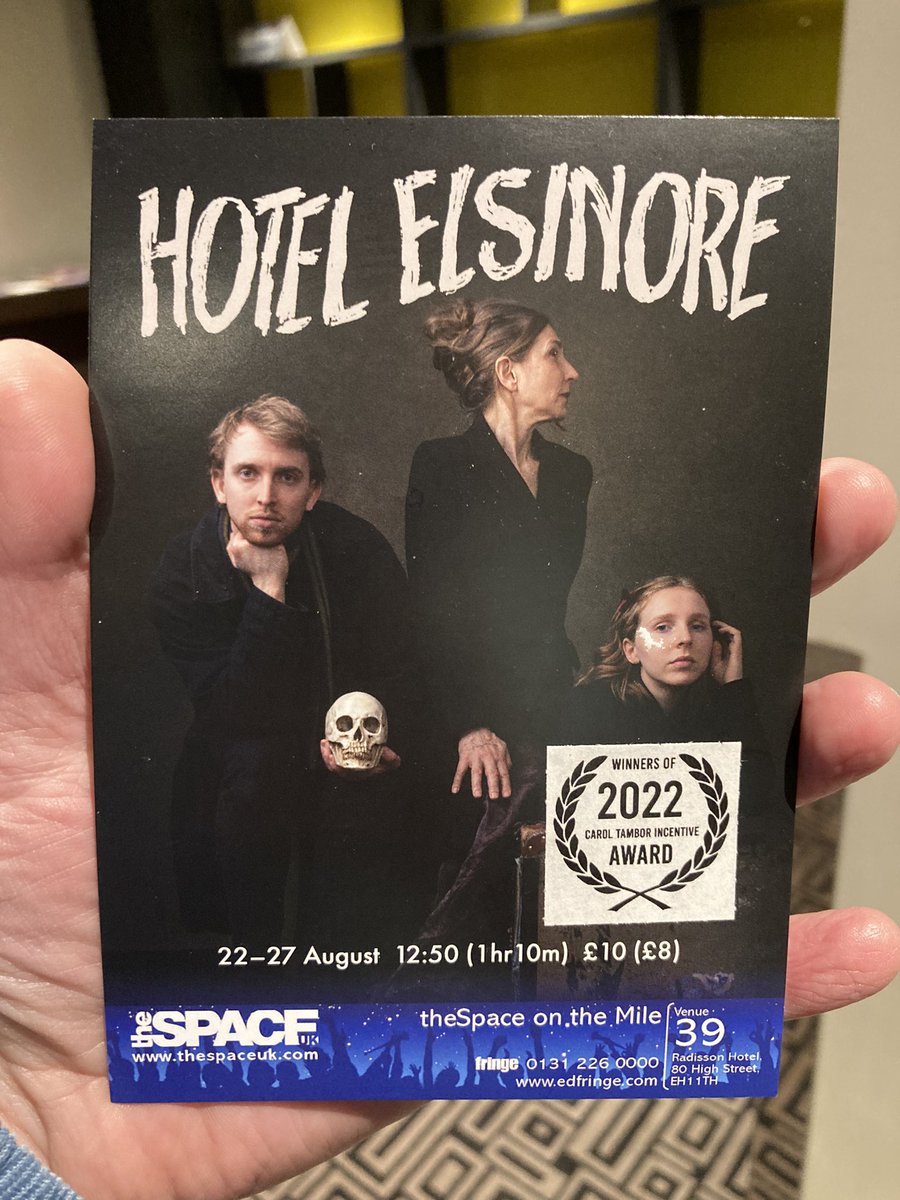 HOTEL ELSINORE
WINNERS OF
2022
CAROL TAMBOR INCENTIVE
AWARD
22–27 August 12:50 (1hr10m) £10 (£8)
theSPACEUK
www.thespaceuk.com
theSpace on the Mile
fringe 0131 226 0000
www.edfringe.com
Venue
39
Radisson Hotel,
80 High Street,
EH11TH